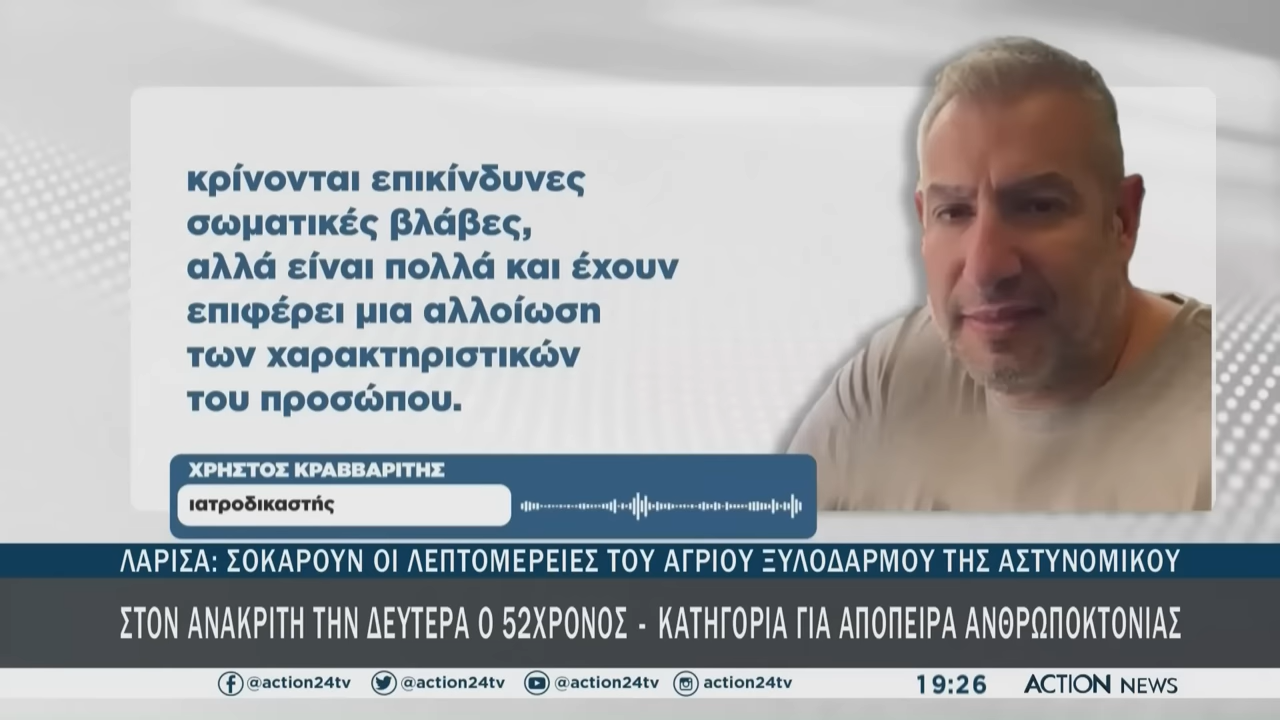 κρίνονται επικίνδυνες
σωματικές βλάβες,
αλλά είναι πολλά και έχουν
επιφέρει μια αλλοίωση
των χαρακτηριστικών
του προσώπου.
ΧΡΗΣΤΟΣ ΚΡΑΒΒΑΡΙΤΗΣ
ιατροδικαστής
ΛΑΡΙΣΑ: ΣΟΚΑΡΟΥΝ ΟΙ ΛΕΠΤΟΜΕΡΕΙΕΣ ΤΟΥ ΑΓΡΙΟΥ ΞΥΛΟΔΑΡΜΟΥ ΤΗΣ ΑΣΤΥΝΟΜΙΚΟΥ
ΣΤΟΝ ΑΝΑΚΡΙΤΗ ΤΗΝ ΔΕΥΤΕΡΑ Ο 52ΧΡΟΝΟΣ - ΚΑΤΗΓΟΡΙΑ ΓΙΑ ΑΠΟΠΕΙΡΑ ΑΝΘΡΩΠΟΚΤΟΝΙΑΣ
@action24tv @action24tv @action24tv action24tv 19:26 ACTION NEWS